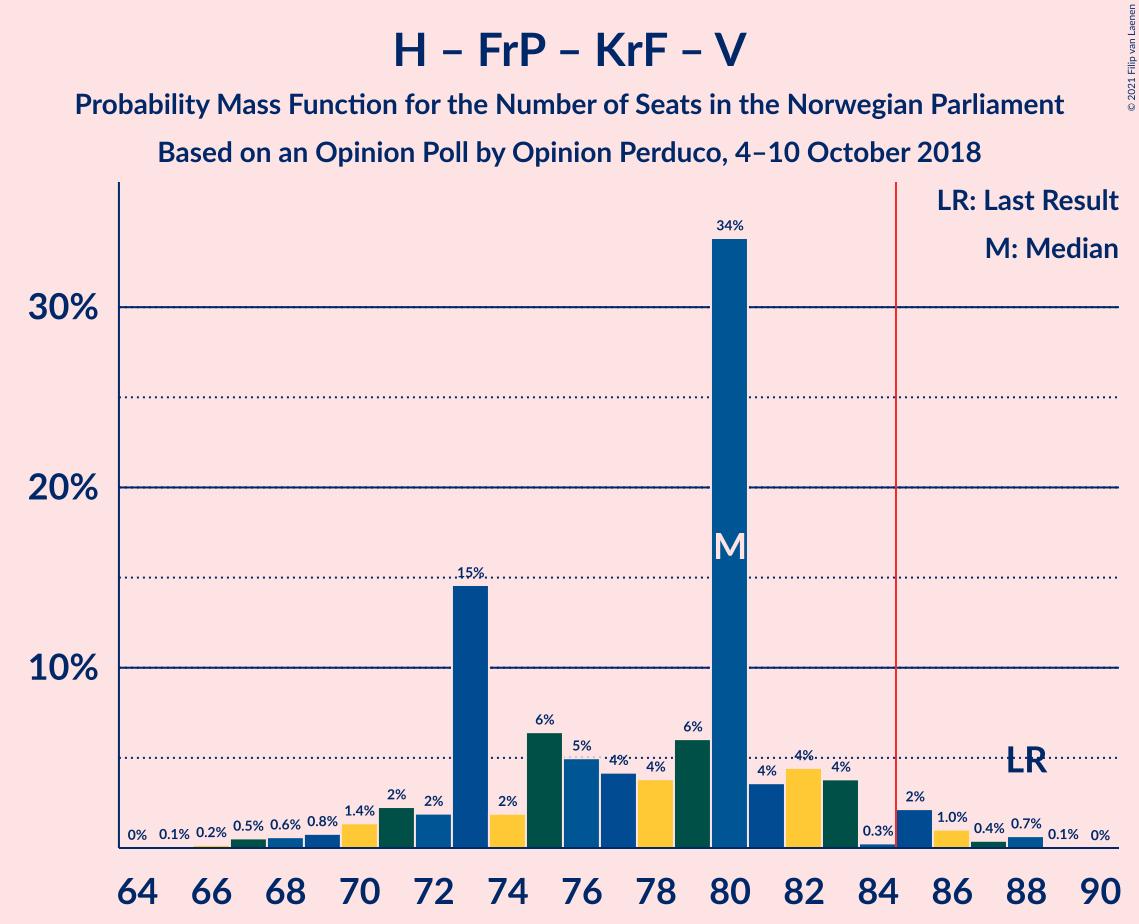 H – FrP – KrF – V
Probability Mass Function for the Number of Seats in the Norwegian Parliament
Based on an Opinion Poll by Opinion Perduco, 4–10 October 2018
© 2021 Filip van Laenen
LR: Last Result
M: Median
30%
20%
10%
0% 0.1% 0.2% 0.5% 0.6% 0.8% 1.4% 2% 2% 15% 2% 6% 5% 4% 4% 6% 34% 4% 4% 4% 0.3% 2% 1.0% 0.4% 0.7% 0.1% 0%
M
LR
64 66 68 70 72 74 76 78 80 82 84 86 88 90